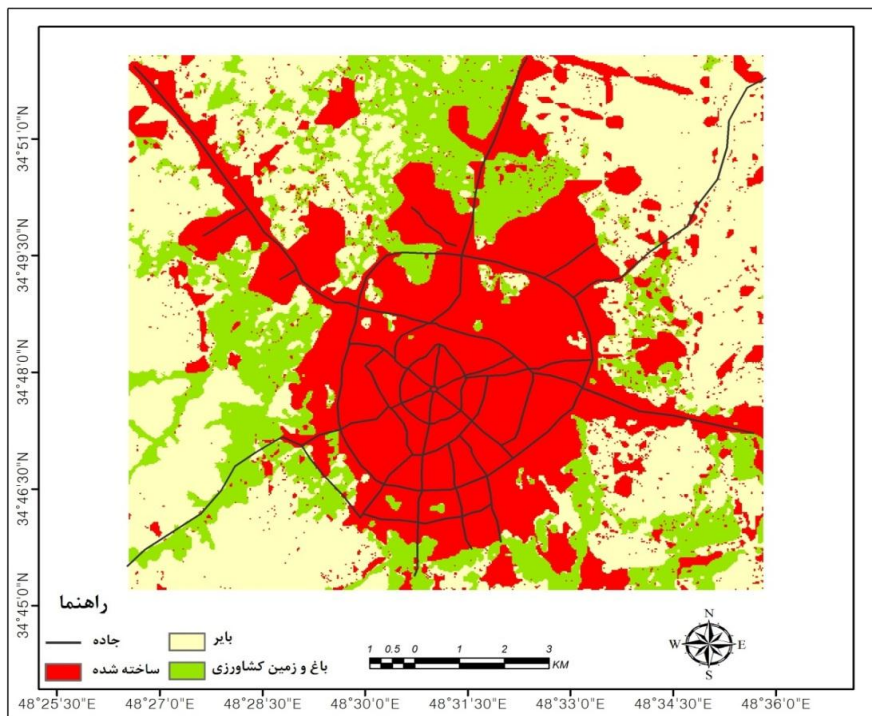 34°51'0"N
34°49'30"N
34°48'0"N
34°46'30"N
34°45'0"N
راهنما
جاده
بایر
ساخته شده
باغ و زمین کشاورزی
1 0.5 0 1 2 3
KM
N
W E
S
48°25'30"E 48°27'0"E 48°28'30"E 48°30'0"E 48°31'30"E 48°33'0"E 48°34'30"E 48°36'0"E